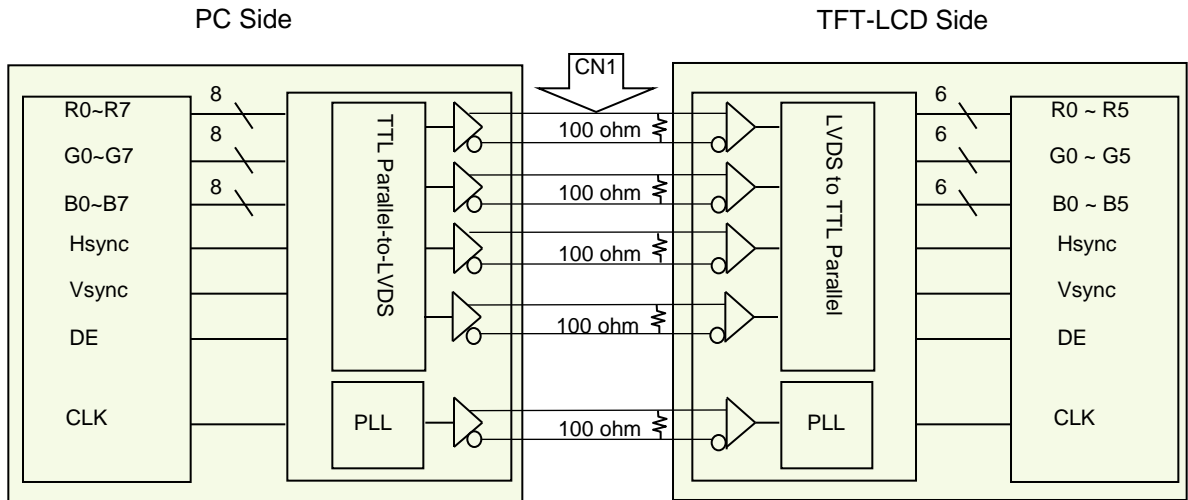 PC Side
TFT-LCD Side
CN1
R0~R7
8
G0~G7
8
B0~B7
8
Hsync
Vsync
DE
CLK
TTL Parallel-to-LVDS
PLL
100 ohm
100 ohm
100 ohm
100 ohm
100 ohm
LVDS to TTL Parallel
PLL
6
R0 ~ R5
6
G0 ~ G5
6
B0 ~ B5
Hsync
Vsync
DE
CLK